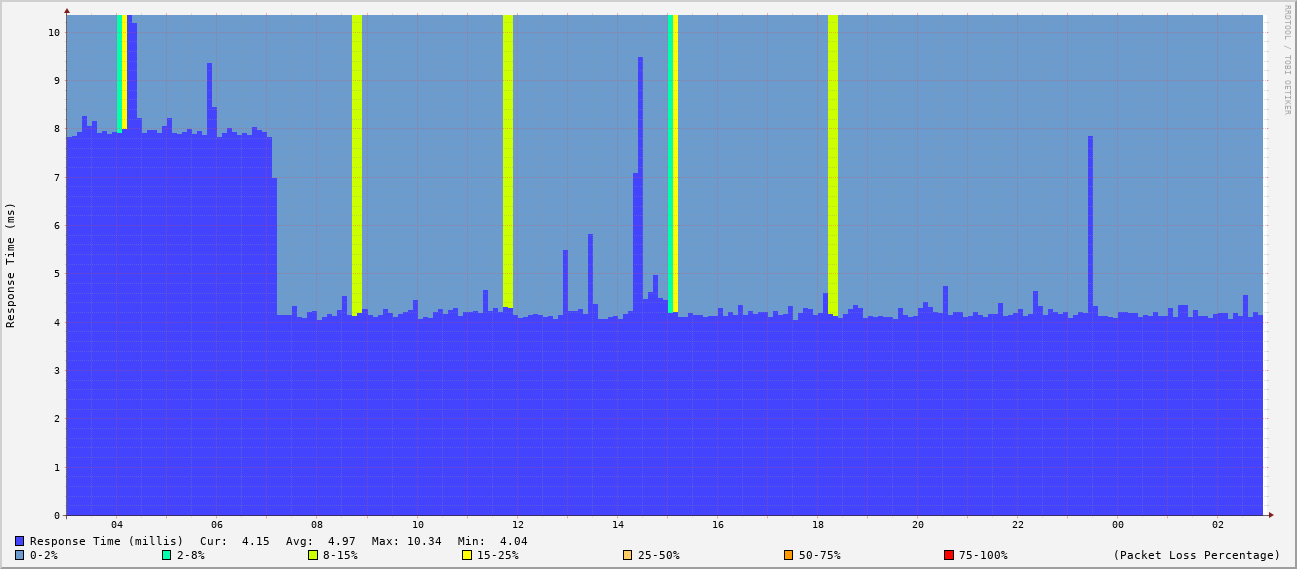 RRDTOOL / TOBI OETIKER
Response Time (ms)
10
9
8
7
6
5
4
3
2
1
0
04 06 08 10 12 14 16 18 20 22 00 02
Response Time (millis) Cur: 4.15 Avg: 4.97 Max: 10.34 Min: 4.04
0-2% 2-8% 8-15% 15-25% 25-50% 50-75% 75-100% (Packet Loss Percentage)